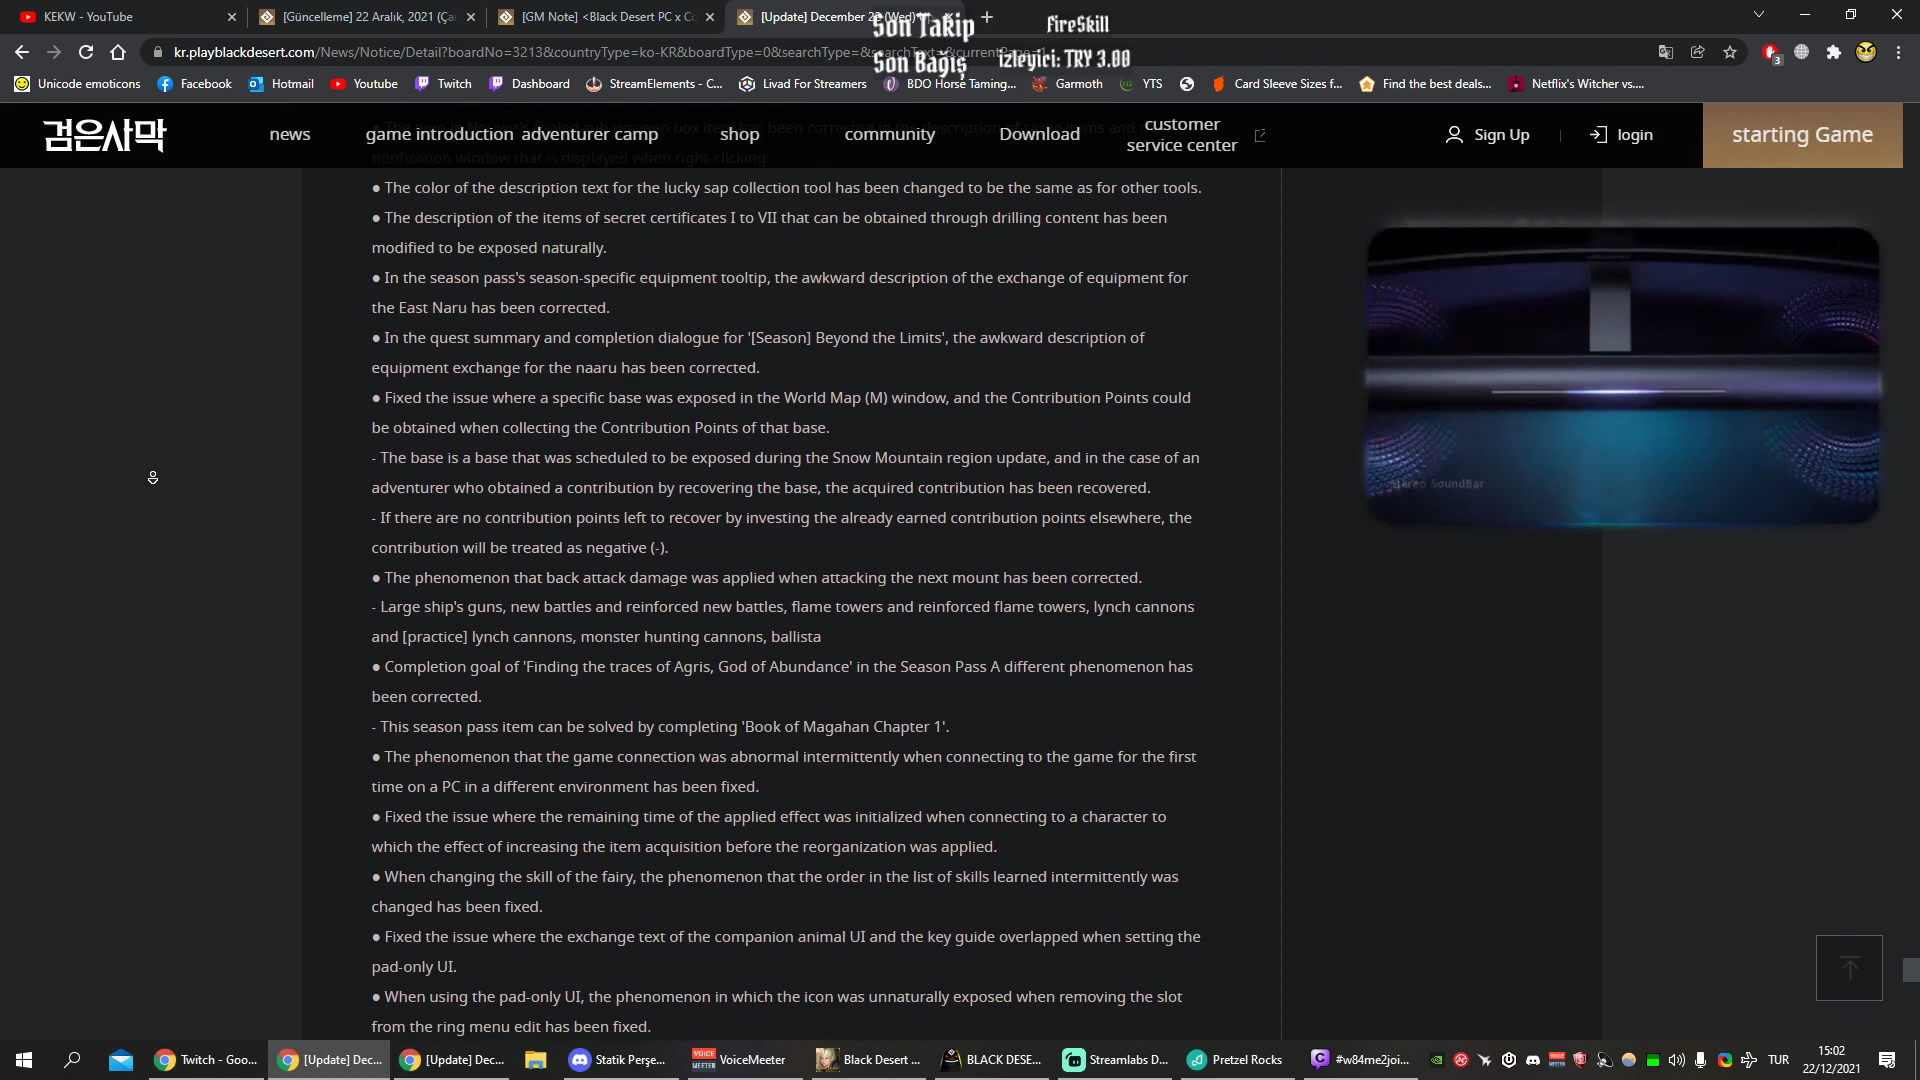 KEKW - YouTube
[Güncelleme] 22 Aralık, 2021 (Ça
[GM Note] <Black Desert PC x Co
[Update] December 22 (Wed)
Son Takip
FireSkill
kr.playblackdesert.com/News/Notice/Detail?boardNo=3213&countryType=ko-KR&boardType=0&searchType=&searchText=&currentPage=1
Son Bağış
izleyici: TRY 3.00
3
Unicode emoticons
Facebook
Hotmail
Youtube
Twitch
Dashboard
StreamElements - C...
Livad For Streamers
BDO Horse Taming...
Garmoth
YTS
Card Sleeve Sizes f...
Find the best deals...
Netflix's Witcher vs....
검은사막
news
game introduction
adventurer camp
shop
community
Download
customer
service center
Sign Up
login
starting Game
notification window that is displayed when right-clicking
● The color of the description text for the lucky sap collection tool has been changed to be the same as for other tools.
● The description of the items of secret certificates I to VII that can be obtained through drilling content has been
modified to be exposed naturally.
● In the season pass's season-specific equipment tooltip, the awkward description of the exchange of equipment for
the East Naru has been corrected.
● In the quest summary and completion dialogue for '[Season] Beyond the Limits', the awkward description of
equipment exchange for the naaru has been corrected.
● Fixed the issue where a specific base was exposed in the World Map (M) window, and the Contribution Points could
be obtained when collecting the Contribution Points of that base.
- The base is a base that was scheduled to be exposed during the Snow Mountain region update, and in the case of an
adventurer who obtained a contribution by recovering the base, the acquired contribution has been recovered.
- If there are no contribution points left to recover by investing the already earned contribution points elsewhere, the
contribution will be treated as negative (-).
● The phenomenon that back attack damage was applied when attacking the next mount has been corrected.
- Large ship's guns, new battles and reinforced new battles, flame towers and reinforced flame towers, lynch cannons
and [practice] lynch cannons, monster hunting cannons, ballista
● Completion goal of 'Finding the traces of Agris, God of Abundance' in the Season Pass A different phenomenon has
been corrected.
- This season pass item can be solved by completing 'Book of Magahan Chapter 1'.
● The phenomenon that the game connection was abnormal intermittently when connecting to the game for the first
time on a PC in a different environment has been fixed.
● Fixed the issue where the remaining time of the applied effect was initialized when connecting to a character to
which the effect of increasing the item acquisition before the reorganization was applied.
● When changing the skill of the fairy, the phenomenon that the order in the list of skills learned intermittently was
changed has been fixed.
● Fixed the issue where the exchange text of the companion animal UI and the key guide overlapped when setting the
pad-only UI.
● When using the pad-only UI, the phenomenon in which the icon was unnaturally exposed when removing the slot
from the ring menu edit has been fixed.
Stereo SoundBar
Twitch - Goo...
[Update] Dec...
[Update] Dec...
Statik Perşe...
VOICE MEETER
VoiceMeeter
Black Desert ...
BLACK DESE...
Streamlabs D...
Pretzel Rocks
#w84me2joi...
TUR
15:02
22/12/2021